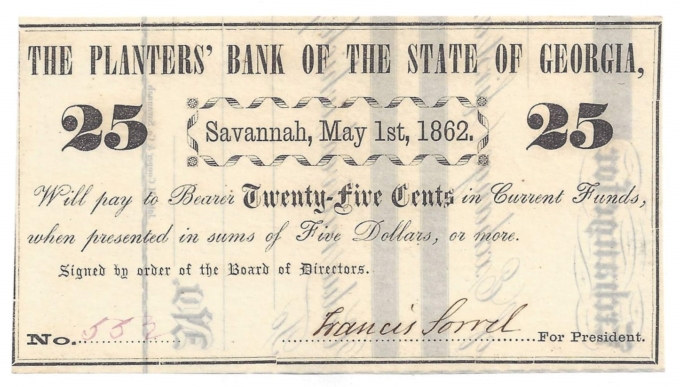 THE PLANTERS' BANK OF THE STATE OF GEORGIA,
25 Savannah, May 1st, 1862. 25
Will pay to Bearer Twenty-Five Cents in Current Funds,
when presented in sums of Five Dollars, or more.
Signed by order of the Board of Directors.
No. 552 Francis Sorrel For President.